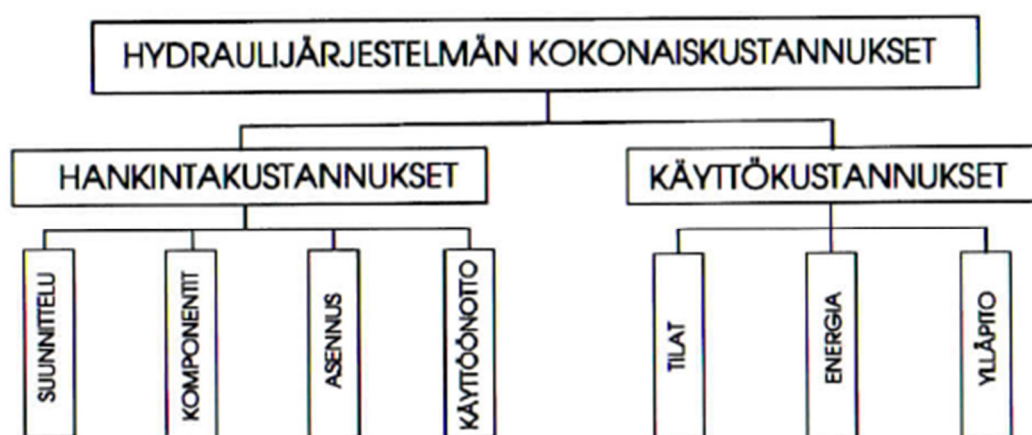 HYDRAULIJÄRJESTELMÄN KOKONAISKUSTANNUKSET
HANKINTAKUSTANNUKSET
KÄYTTÖKUSTANNUKSET
SUUNNITTELU
KOMPONENTIT
ASENNUS
KÄYTTÖÖNOTTO
TILAT
ENERGIA
YLLÄPITO